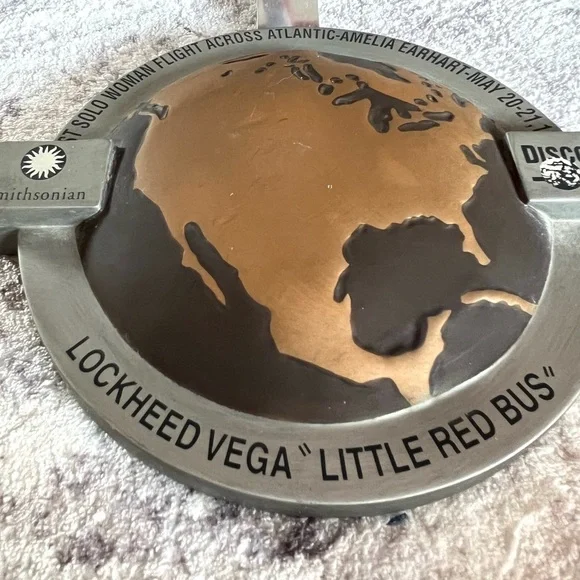 SOLO WOMAN FLIGHT ACROSS ATLANTIC-AMELIA EARHART-MAY 20-21,
mithsonian
DISCO
LOCKHEED VEGA "LITTLE RED BUS"